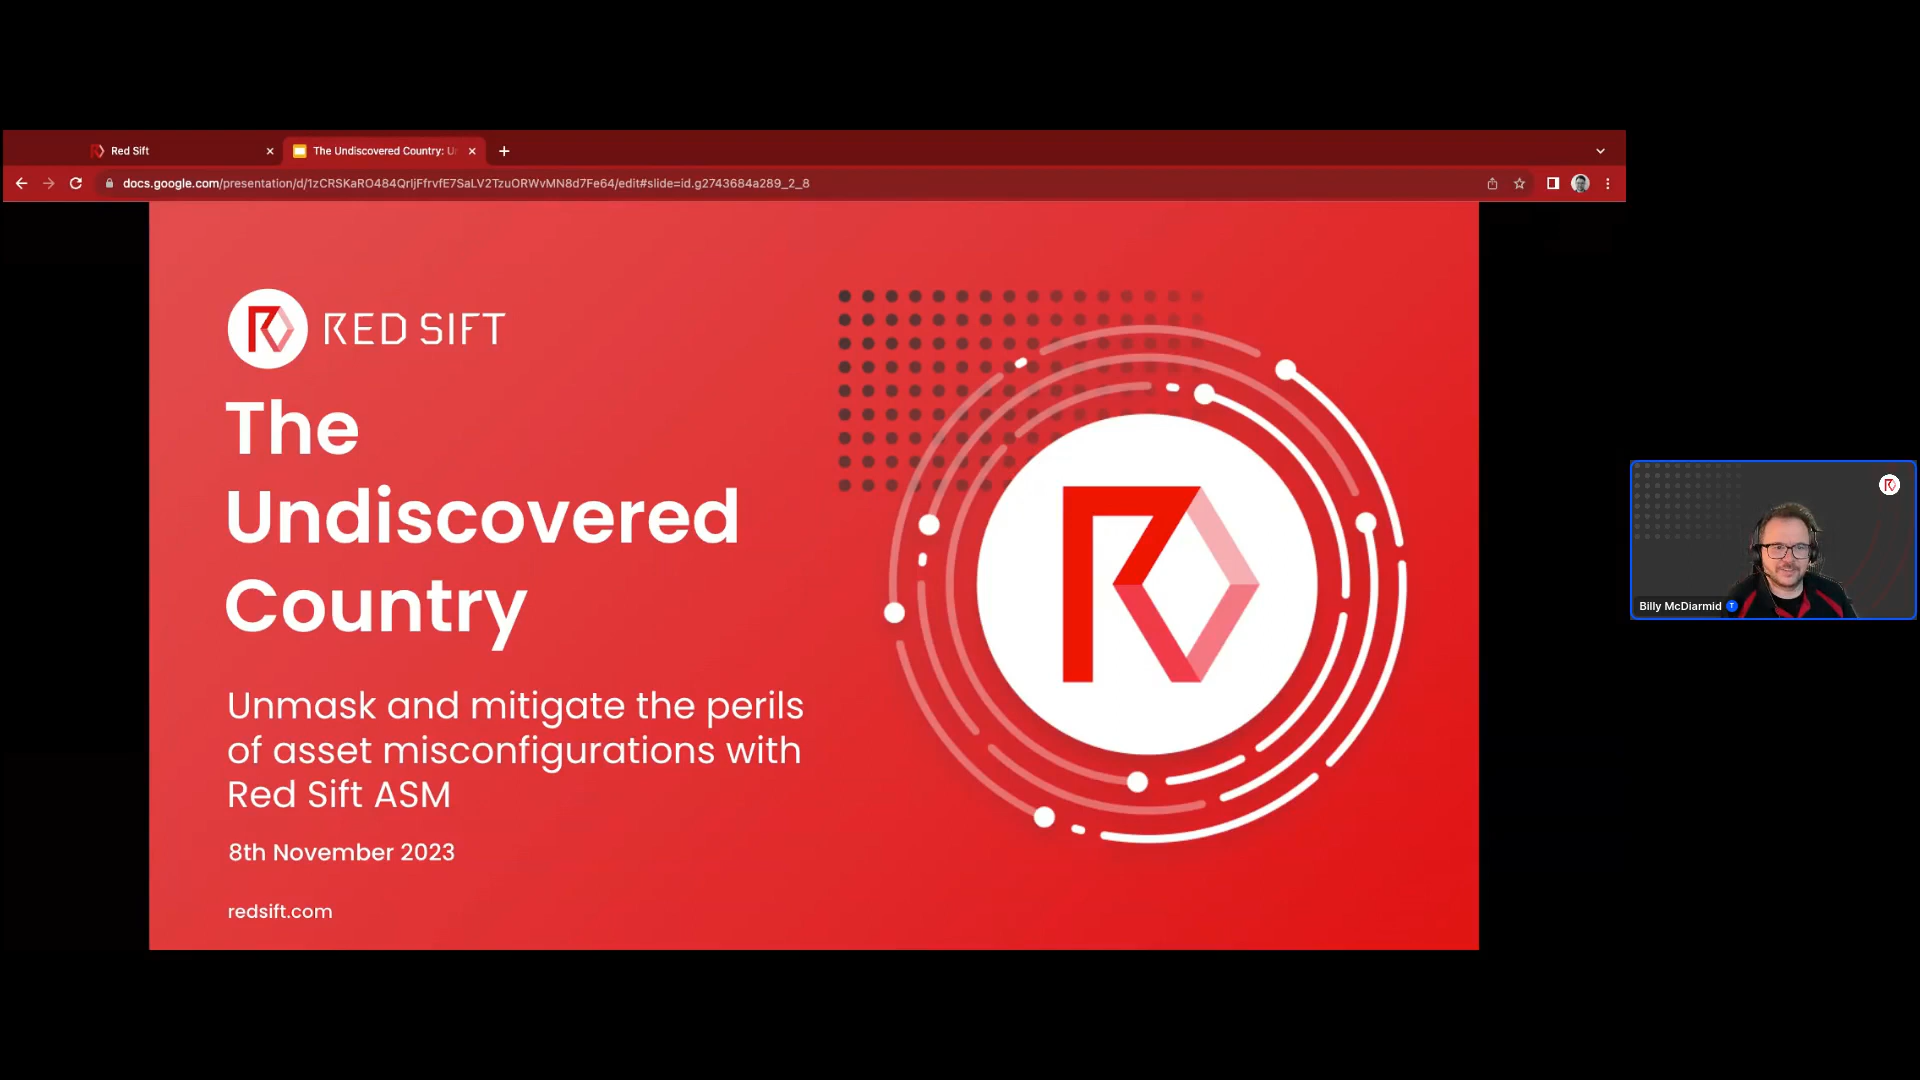 Red Sift
The Undiscovered Country: U
docs.google.com/presentation/d/1zCRSKaRO484QrIjFfrvfE7SaLV2TzuORWvMN8d7Fe64/edit#slide=id.g2743684a289_2_8
RED SIFT
The
Undiscovered
Country
Unmask and mitigate the perils
of asset misconfigurations with
Red Sift ASM
8th November 2023
redsift.com
Billy McDiarmid
T